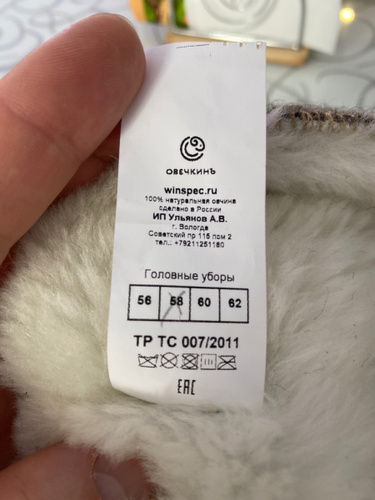 ОВЕЧКИНЪ
winspec.ru
100% натуральная овчина
сделано в России
ИП Ульянов А.В.
г. Вологда
Советский пр 115 пом 2
тел.: +79211251180
Головные уборы
56 58 60 62
ТР ТС 007/2011
EAC